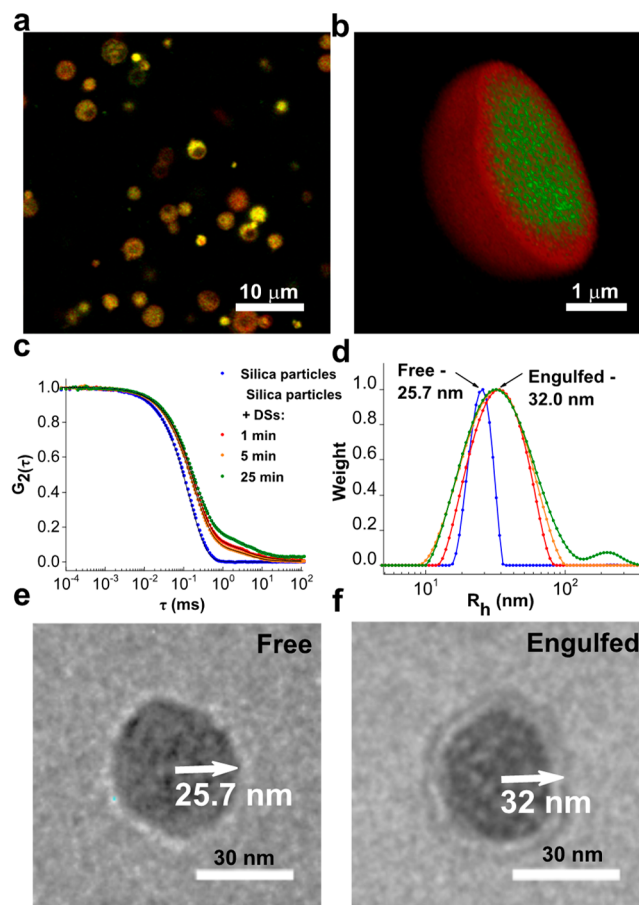 a
b
10 μm
1 μm
c
d
Silica particles
Silica particles
+ DSs:
1 min
5 min
25 min
1.0
0.8
0.6
0.4
0.2
0.0
G2(τ)
10-4
10-3
10-2
10-1
100
101
102
τ (ms)
Free -
25.7 nm
Engulfed -
32.0 nm
1.0
0.8
0.6
0.4
0.2
0.0
Weight
101
102
Rh (nm)
e
f
Free
25.7 nm
30 nm
Engulfed
32 nm
30 nm